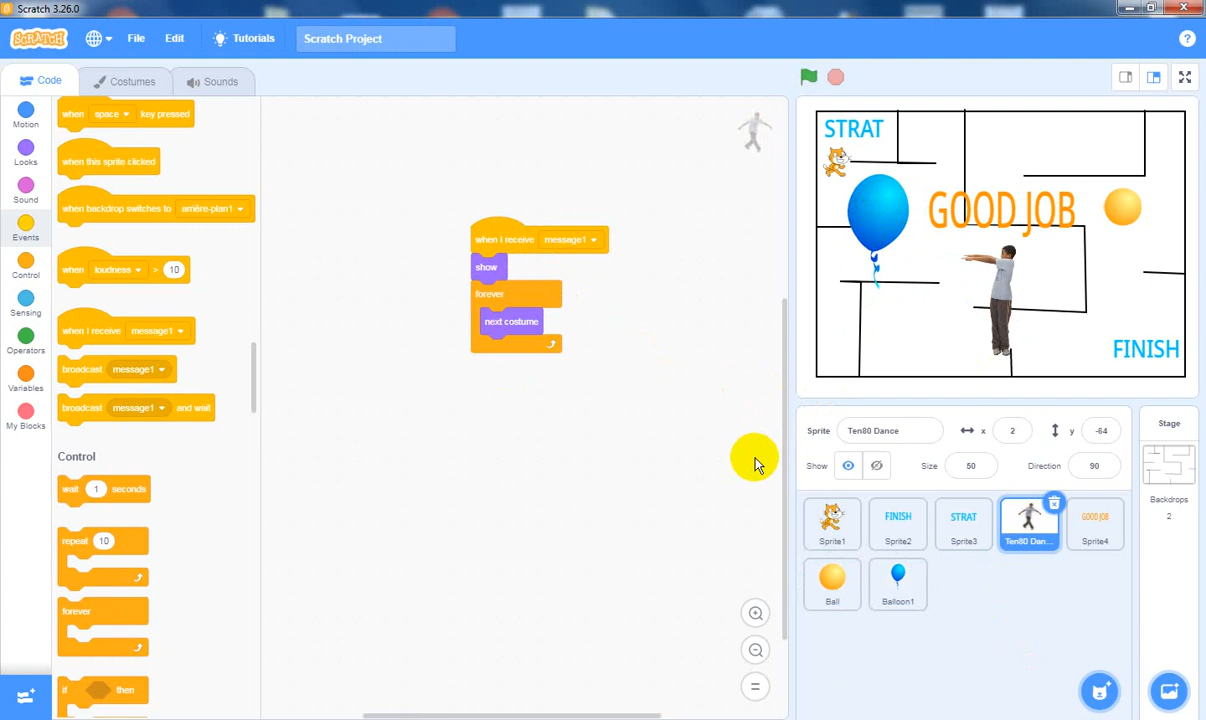 Scratch 3.26.0
SCRATCH File Edit Tutorials Scratch Project
Code Costumes Sounds
Motion
Looks
Sound
Events
Control
Sensing
Operators
Variables
My Blocks
when space key pressed
when this sprite clicked
when backdrop switches to arrière-plan1
when loudness > 10
when I receive message1
broadcast message1
broadcast message1 and wait
Control
wait 1 seconds
repeat 10
forever
if then
when I receive message1
show
forever
next costume
STRAT
GOOD JOB
FINISH
Sprite Ten80 Dance x 2 y -64
Show Size 50 Direction 90
FINISH STRAT GOOD JOB
Sprite1 Sprite2 Sprite3 Ten80 Dan... Sprite4
Ball Balloon1
Stage
Backdrops
2